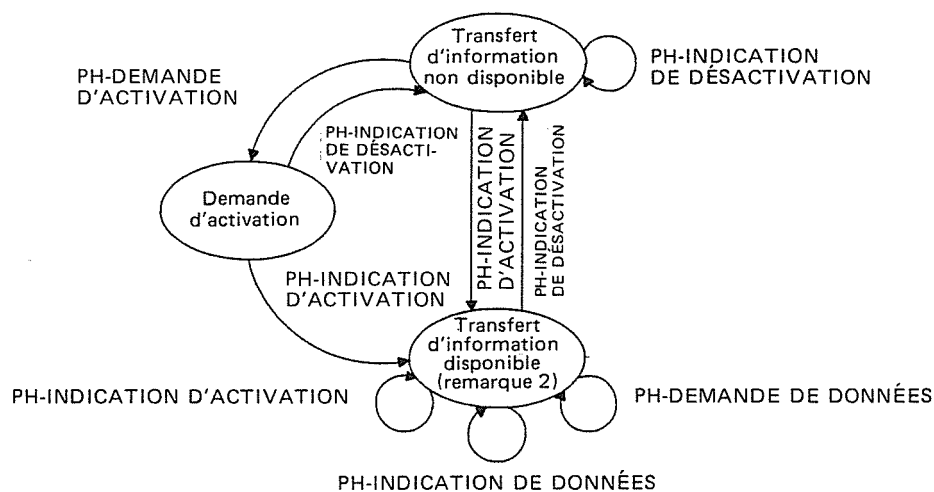 Transfert
d'information
non disponible
PH-INDICATION
DE DÉSACTIVATION
PH-DEMANDE
D'ACTIVATION
PH-INDICATION
DE DÉSACTI-
VATION
PH-INDICATION
D'ACTIVATION
PH-INDICATION
DE DÉSACTIVATION
Demande
d'activation
PH-INDICATION
D'ACTIVATION
Transfert
d'information
disponible
(remarque 2)
PH-INDICATION D'ACTIVATION
PH-DEMANDE DE DONNÉES
PH-INDICATION DE DONNÉES